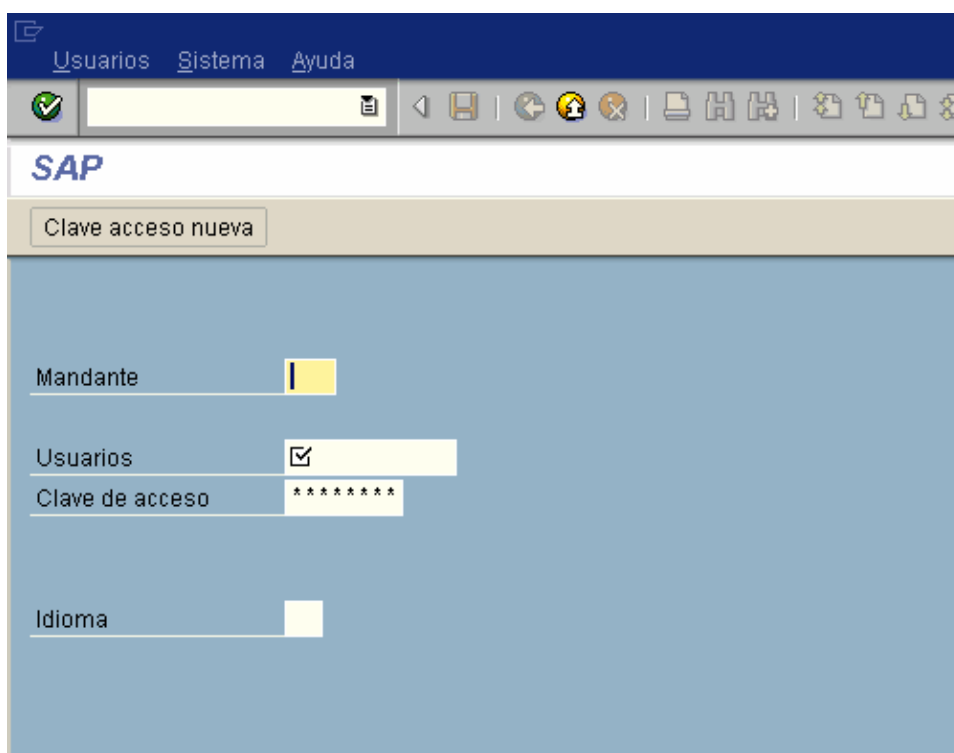 Usuarios Sistema Ayuda
SAP
Clave acceso nueva
Mandante
Usuarios
Clave de acceso ********
Idioma